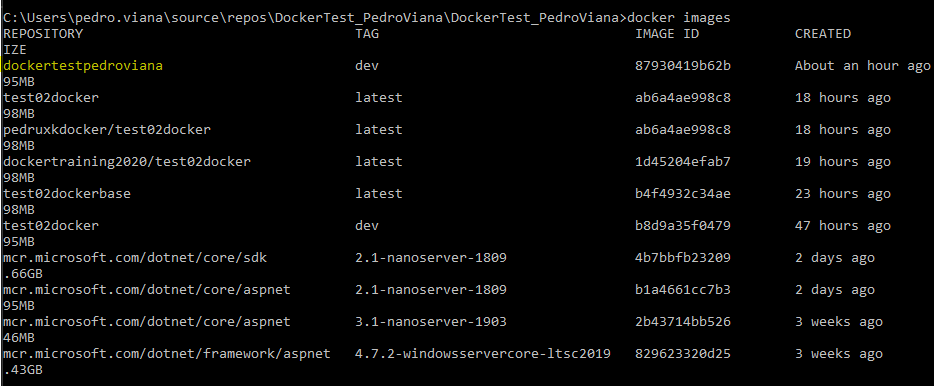 C:\Users\pedro.viana\source\repos\DockerTest_PedroViana\DockerTest_PedroViana>docker images
REPOSITORY TAG IMAGE ID CREATED
IZE
dockertestpedroviana dev 87930419b62b About an hour ago
95MB
test02docker latest ab6a4ae998c8 18 hours ago
98MB
pedruxkdocker/test02docker latest ab6a4ae998c8 18 hours ago
98MB
dockertraining2020/test02docker latest 1d45204efab7 19 hours ago
98MB
test02dockerbase latest b4f4932c34ae 23 hours ago
98MB
test02docker dev b8d9a35f0479 47 hours ago
95MB
mcr.microsoft.com/dotnet/core/sdk 2.1-nanoserver-1809 4b7bbfb23209 2 days ago
.66GB
mcr.microsoft.com/dotnet/core/aspnet 2.1-nanoserver-1809 b1a4661cc7b3 2 days ago
95MB
mcr.microsoft.com/dotnet/core/aspnet 3.1-nanoserver-1903 2b43714bb526 3 weeks ago
46MB
mcr.microsoft.com/dotnet/framework/aspnet 4.7.2-windowsservercore-ltsc2019 829623320d25 3 weeks ago
.43GB